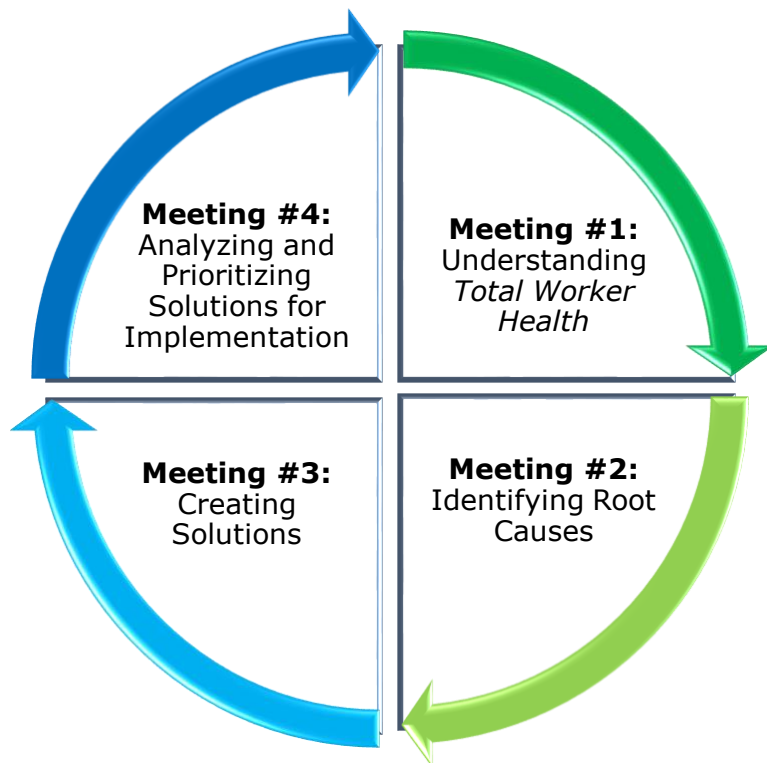 Meeting #1:
Understanding
Total Worker
Health
Meeting #2:
Identifying Root
Causes
Meeting #3:
Creating
Solutions
Meeting #4:
Analyzing and
Prioritizing
Solutions for
Implementation